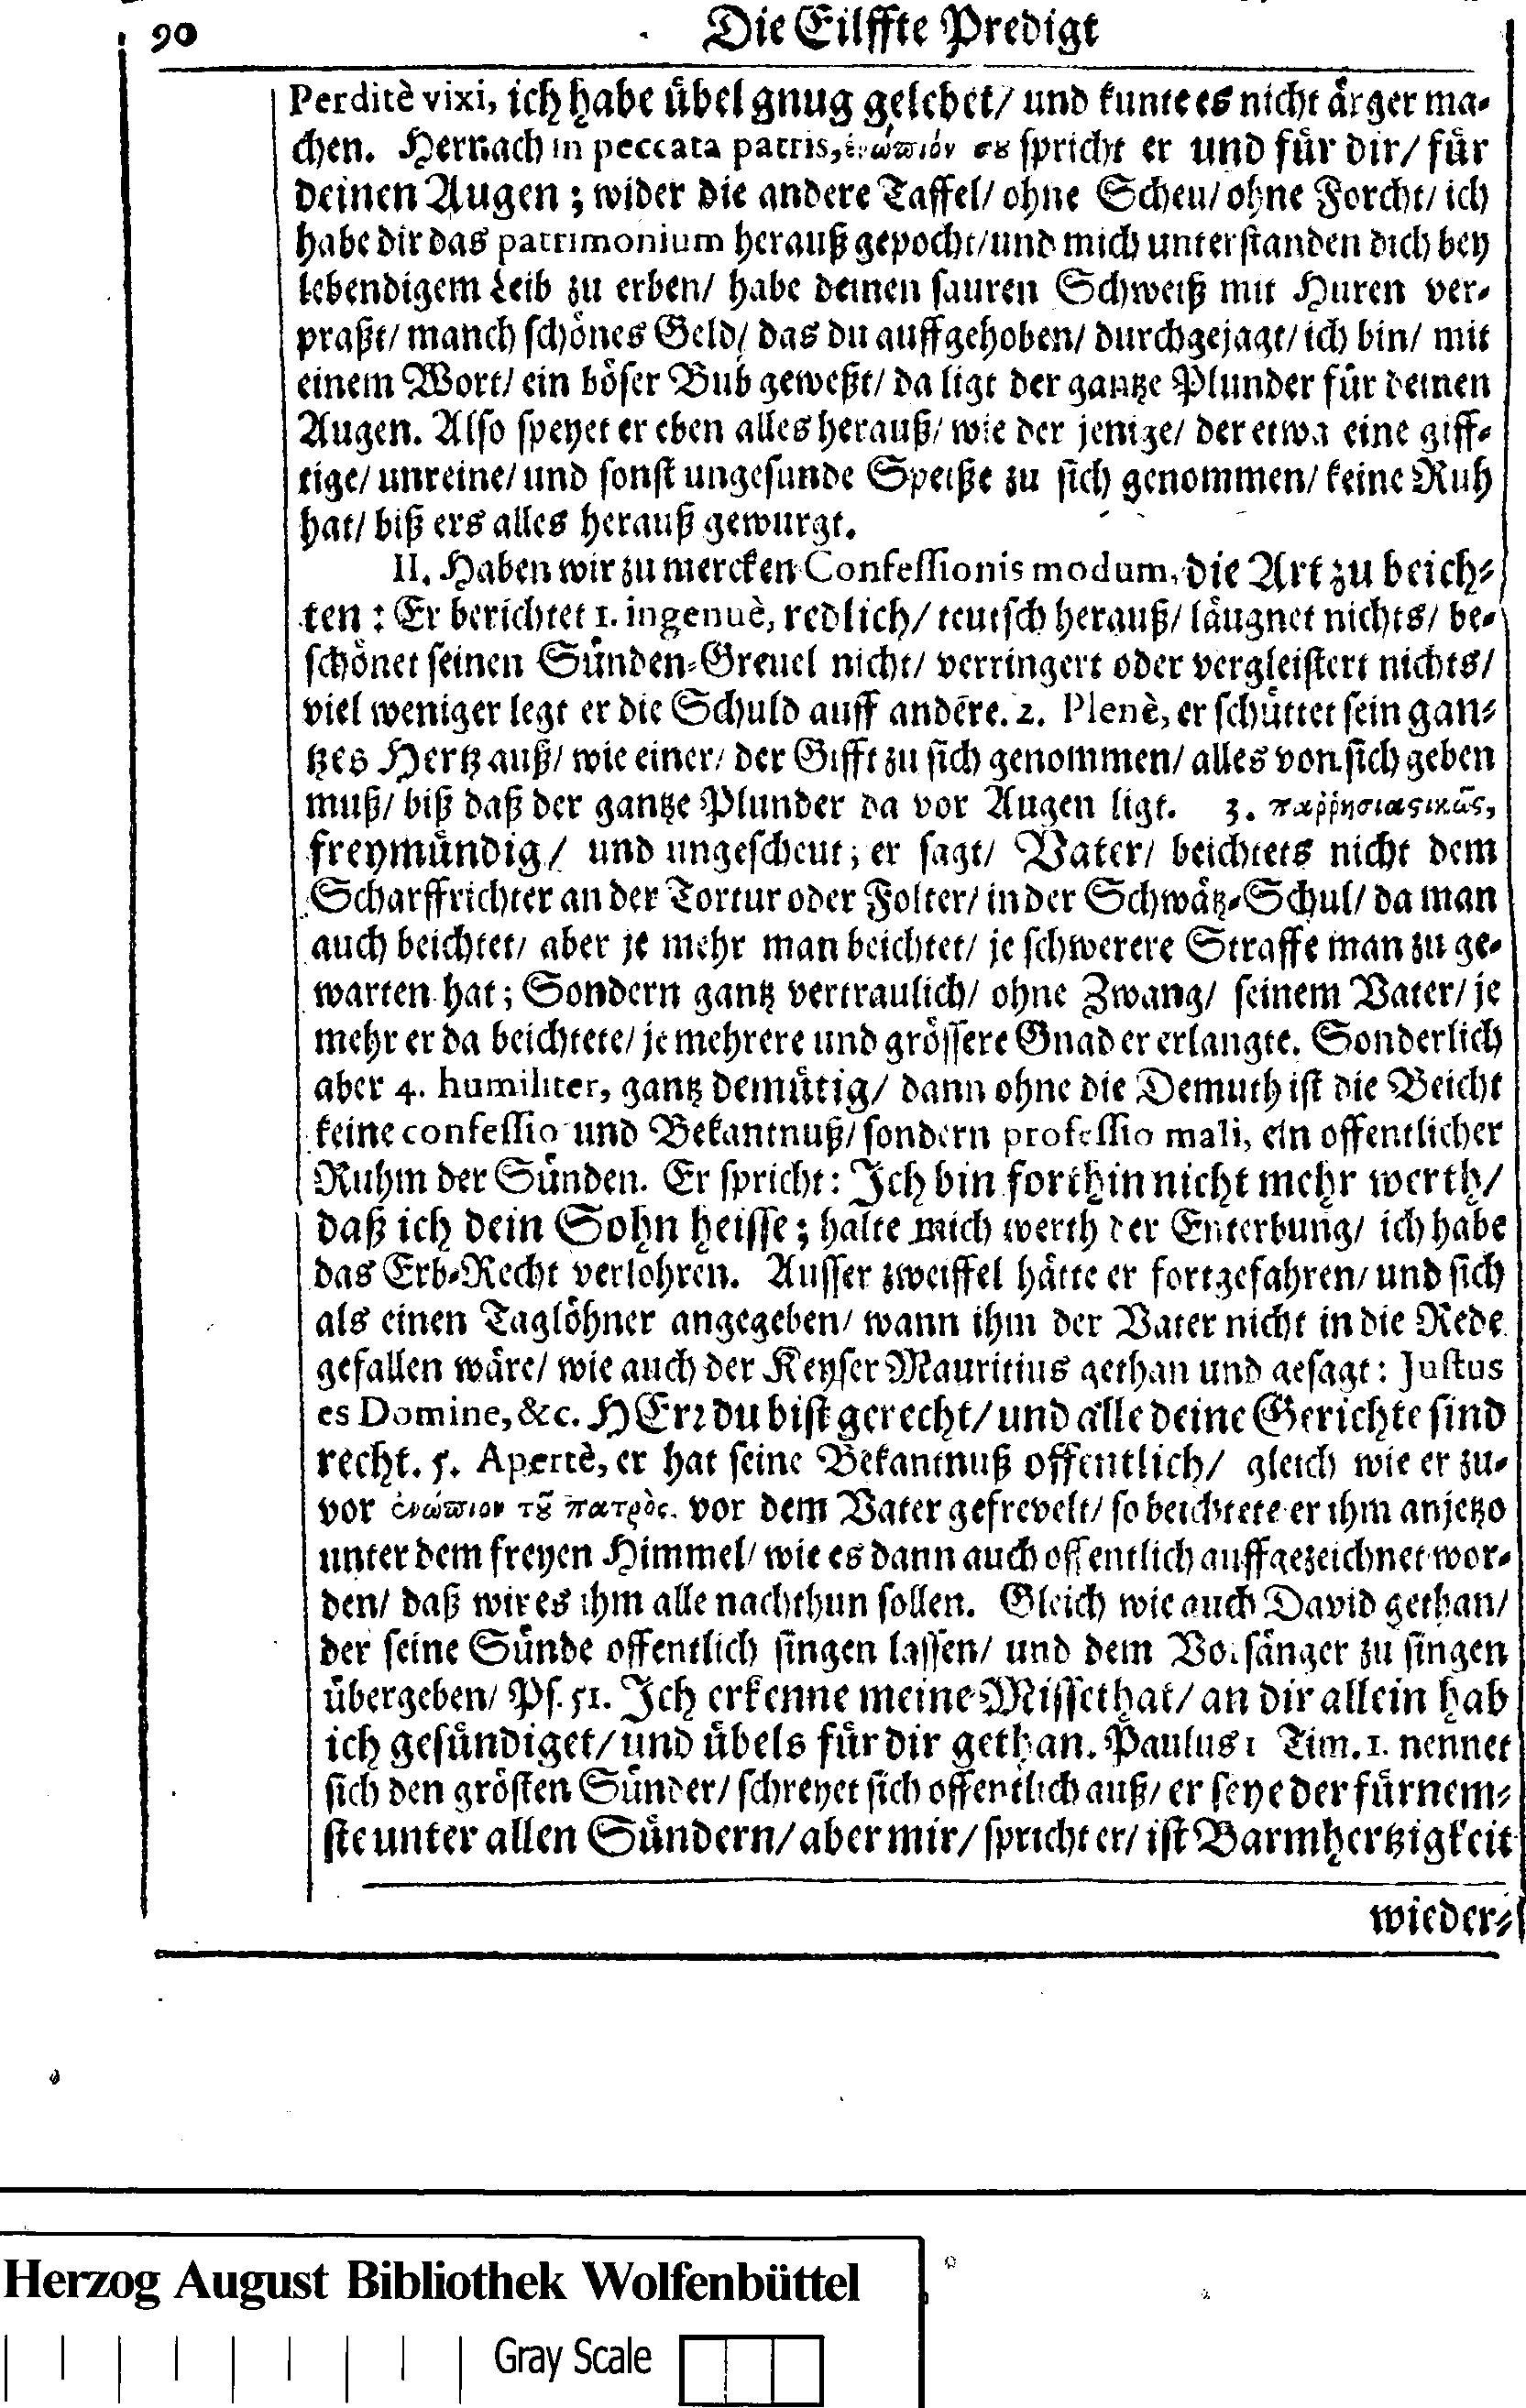 90 Die Eilffte Predigt
Perditè vixi, ich habe übel gnug gelebet/ und kunte es nicht ärger ma-
chen. Hernach in peccata patris, ἐνώπιόν σου spricht er und für dir/ für
deinen Augen; wider die andere Taffel/ ohne Scheu/ ohne Forcht/ ich
habe dir das patrimonium herauß gepocht/ und mich unterstanden dich bey
lebendigem Leib zu erben/ habe deinen sauren Schweiß mit Huren ver-
praßt/ manch schönes Geld/ das du auffgehoben/ durchgejagt/ ich bin/ mit
einem Wort/ ein böser Bub geweßt/ da ligt der gantze Plunder für deinen
Augen. Also speyet er eben alles herauß/ wie der jenige/ der etwa eine giff-
tige/ unreine/ und sonst ungesunde Speiße zu sich genommen/ keine Ruh
hat/ biß ers alles herauß gewurgt.
II. Haben wir zu mercken Confessionis modum, die Art zu beich-
ten: Er berichtet 1. ingenuè, redlich/ teutsch herauß/ läugnet nichts/ be-
schönet seinen Sünden-Greuel nicht/ verringert oder vergleistert nichts/
viel weniger legt er die Schuld auff andere. 2. Plenè, er schüttet sein gan-
tzes Hertz auß/ wie einer/ der Gifft zu sich genommen/ alles von sich geben
muß/ biß daß der gantze Plunder da vor Augen ligt. 3. παῤῥησιαστικῶς,
freymündig/ und ungescheut; er sagt/ Vater/ beichtets nicht dem
Scharffrichter an der Tortur oder Folter/ in der Schwätz-Schul/ da man
auch beichtet/ aber je mehr man beichtet/ je schwerere Straffe man zu ge-
warten hat; Sondern gantz vertraulich/ ohne Zwang/ seinem Vater/ je
mehr er da beichtete/ je mehrere und grössere Gnad er erlangte. Sonderlich
aber 4. humiliter, gantz demütig/ dann ohne die Demuth ist die Beicht
keine confessio und Bekantnuß/ sondern professio mali, ein offentlicher
Ruhm der Sünden. Er spricht: Ich bin forthin nicht mehr werth/
daß ich dein Sohn heisse; halte mich werth der Enterbung/ ich habe
das Erb-Recht verlohren. Ausser zweiffel hätte er fortgefahren/ und sich
als einen Taglöhner angegeben/ wann ihm der Vater nicht in die Rede
gefallen wäre/ wie auch der Keyser Mauritius gethan und gesagt: Justus
es Domine, &c. HErr du bist gerecht/ und alle deine Gerichte sind
recht. 5. Apertè, er hat seine Bekantnuß offentlich/ gleich wie er zu-
vor ἐνώπιον τοῦ πατρὸς. vor dem Vater gefrevelt/ so beichtete er ihm anjetzo
unter dem freyen Himmel/ wie es dann auch offentlich auffgezeichnet wor-
den/ daß wir es ihm alle nachthun sollen. Gleich wie auch David gethan/
der seine Sünde offentlich singen lassen/ und dem Vorsänger zu singen
übergeben/ Ps. 51. Ich erkenne meine Missethat/ an dir allein hab
ich gesündiget/ und übels für dir gethan. Paulus 1 Tim. 1. nennet
sich den grösten Sünder/ schreyet sich offentlich auß/ er seye der fürnem-
ste unter allen Sündern/ aber mir/ spricht er/ ist Barmhertzigkeit
wieder-
Herzog August Bibliothek Wolfenbüttel
Gray Scale